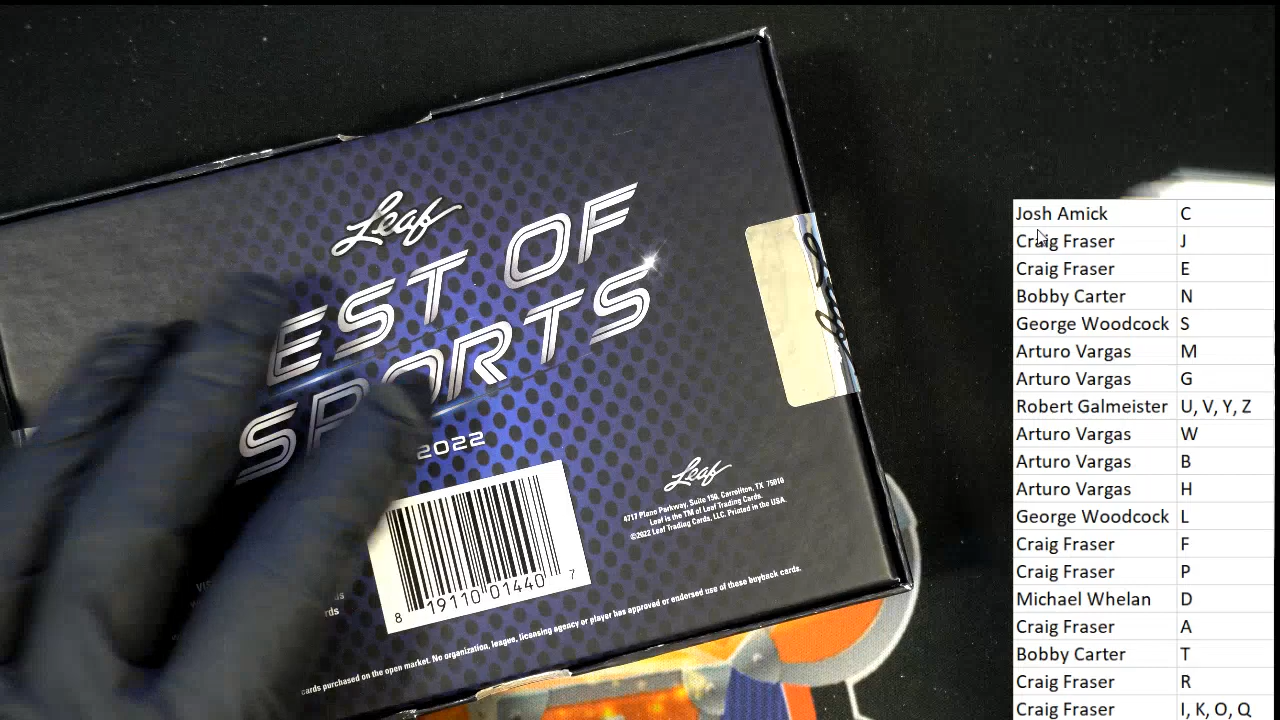 Leaf
EST OF
SPORTS
2022
Leaf
4717 Plano Parkway, Suite 150, Carrollton, TX 75010
Leaf is the TM of Leaf Trading Cards.
©2022 Leaf Trading Cards, LLC. Printed in the USA.
8 19110 01440 7
cards purchased on the open market. No organization, league, licensing agency or player has approved or endorsed use of these buyback cards.
Josh Amick C
Craig Fraser J
Craig Fraser E
Bobby Carter N
George Woodcock S
Arturo Vargas M
Arturo Vargas G
Robert Galmeister U, V, Y, Z
Arturo Vargas W
Arturo Vargas B
Arturo Vargas H
George Woodcock L
Craig Fraser F
Craig Fraser P
Michael Whelan D
Craig Fraser A
Bobby Carter T
Craig Fraser R
Craig Fraser I, K, O, Q